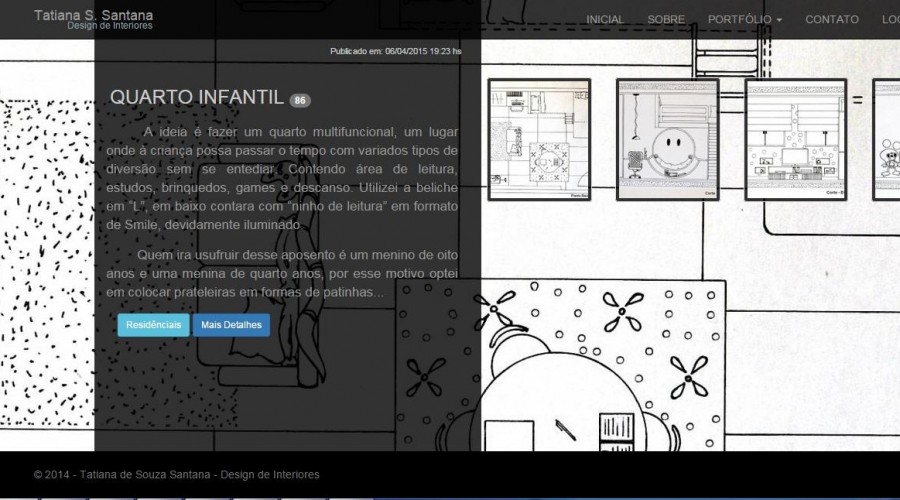 Tatiana S. Santana
Design de Interiores
INICIAL SOBRE PORTFÓLIO CONTATO LO
Publicado em: 06/04/2015 19:23 hs
QUARTO INFANTIL 86
A ideia é fazer um quarto multifuncional, um lugar
onde a criança possa passar o tempo com variados tipos de
diversão sem se entediar. Contendo área de leitura,
estudos, brinquedos, games e descanso. Utilizei a beliche
em "L", em baixo contara com "ninho de leitura" em formato
de Smile, devidamente iluminado.
Quem ira usufruir desse aposento é um menino de oito
anos e uma menina de quarto anos, por esse motivo optei
em colocar prateleiras em formas de patinhas...
Residênciais Mais Detalhes
© 2014 - Tatiana de Souza Santana - Design de Interiores